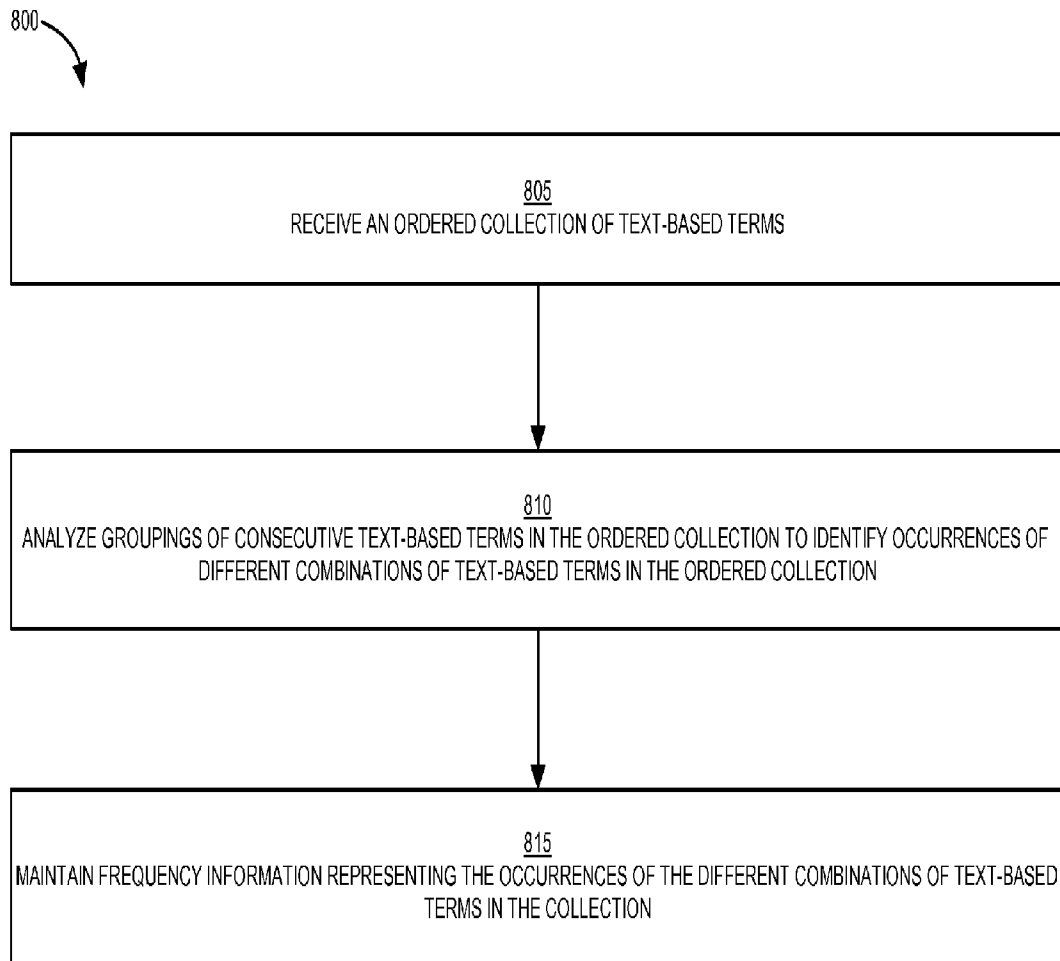 800
805
RECEIVE AN ORDERED COLLECTION OF TEXT-BASED TERMS
810
ANALYZE GROUPINGS OF CONSECUTIVE TEXT-BASED TERMS IN THE ORDERED COLLECTION TO IDENTIFY OCCURRENCES OF
DIFFERENT COMBINATIONS OF TEXT-BASED TERMS IN THE ORDERED COLLECTION
815
MAINTAIN FREQUENCY INFORMATION REPRESENTING THE OCCURRENCES OF THE DIFFERENT COMBINATIONS OF TEXT-BASED
TERMS IN THE COLLECTION